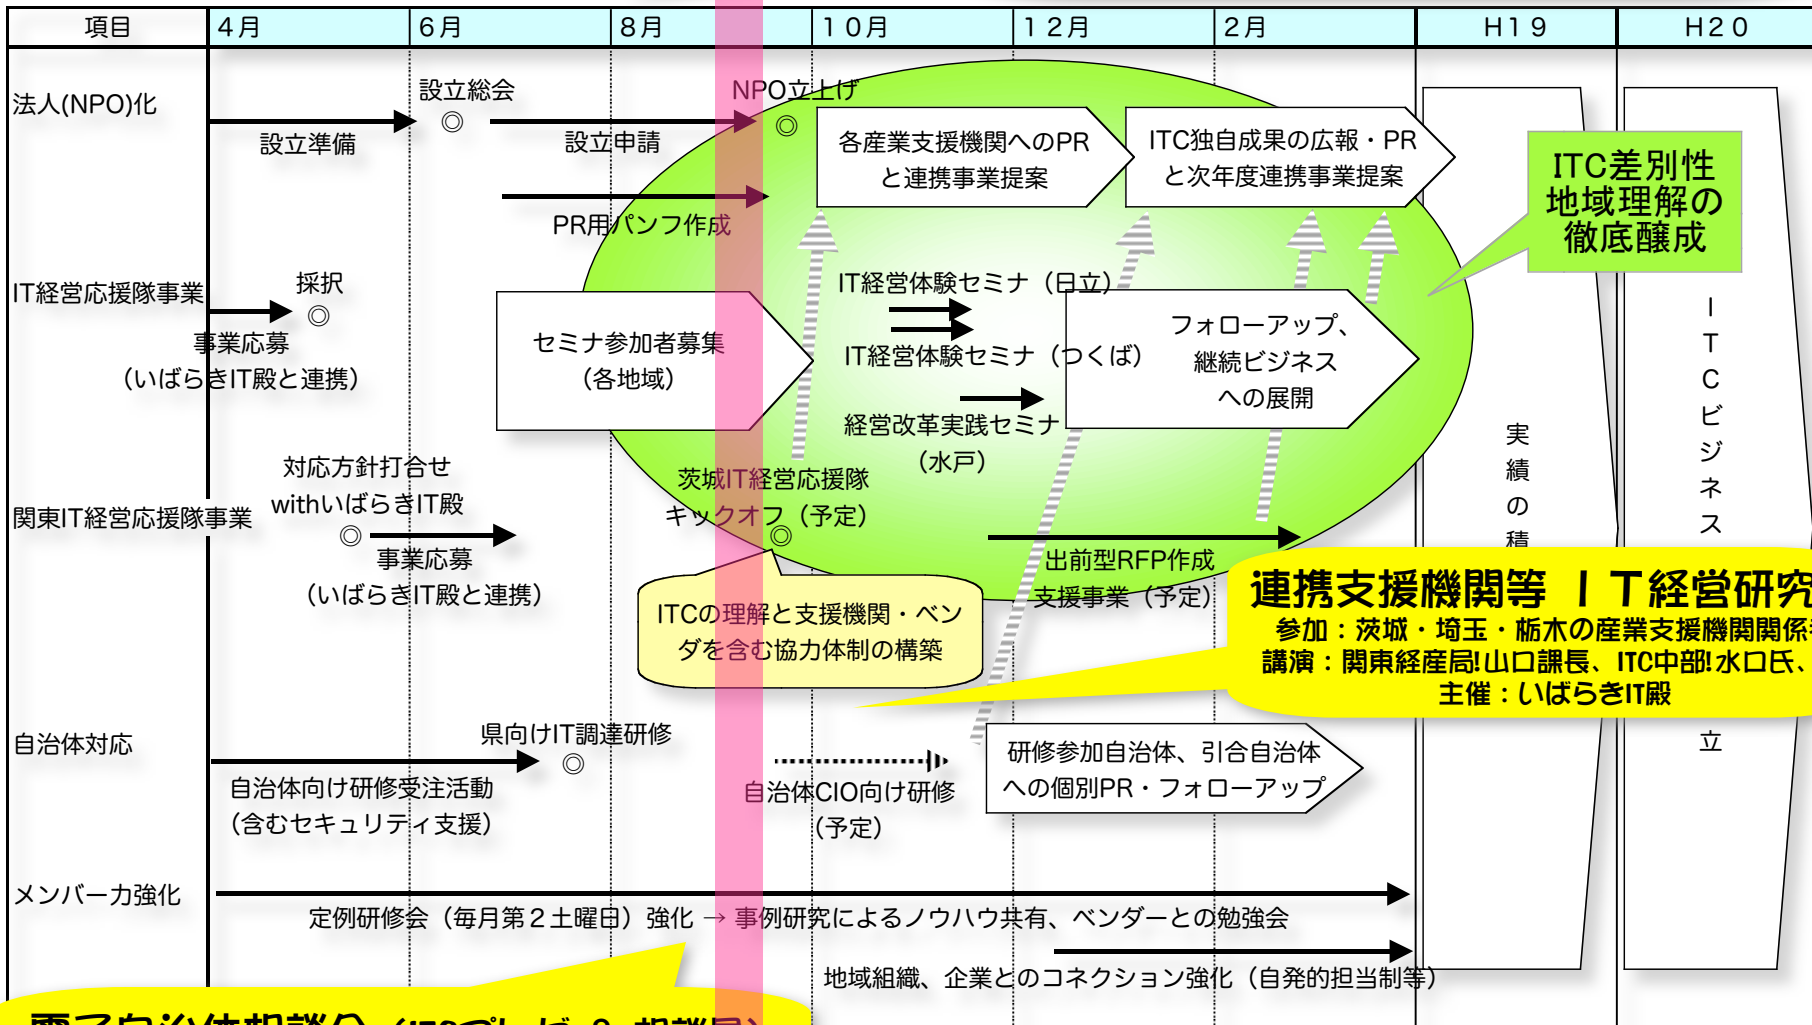 項目
4月
6月
8月
10月
12月
2月
H19
H20
法人(NPO)化
設立総会
◎
設立準備
設立申請
NPO立上げ
◎
PR用パンフ作成
各産業支援機関へのPR
と連携事業提案
ITC独自成果の広報・PR
と次年度連携事業提案
ITC差別性
地域理解の
徹底醸成
IT経営応援隊事業
採択
◎
事業応募
（いばらきIT殿と連携）
セミナ参加者募集
（各地域）
IT経営体験セミナ（日立）
IT経営体験セミナ（つくば）
経営改革実践セミナ
（水戸）
フォローアップ、
継続ビジネス
への展開
関東IT経営応援隊事業
対応方針打合せ
withいばらきIT殿
◎
事業応募
（いばらきIT殿と連携）
茨城IT経営応援隊
キックオフ（予定）
◎
ITCの理解と支援機関・ベン
ダを含む協力体制の構築
出前型RFP作成
支援事業（予定）
連携支援機関等 ＩＴ経営研究
参加：茨城・埼玉・栃木の産業支援機関関係
講演：関東経産局!山口課長、ITC中部!水口氏、
主催：いばらきIT殿
自治体対応
県向けIT調達研修
◎
自治体向け研修受注活動
（含むセキュリティ支援）
自治体CIO向け研修
（予定）
研修参加自治体、引合自治体
への個別PR・フォローアップ
メンバー力強化
定例研修会（毎月第２土曜日）強化 → 事例研究によるノウハウ共有、ベンダーとの勉強会
地域組織、企業とのコネクション強化（自発的担当制等）
実績の積
ＩＴＣビジネス
立